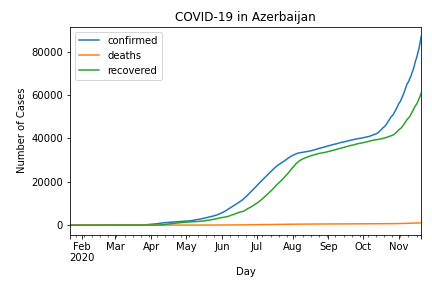 COVID-19 in Azerbaijan
confirmed
deaths
recovered
Number of Cases
80000
60000
40000
20000
0
Feb Mar Apr May Jun Jul Aug Sep Oct Nov
2020
Day